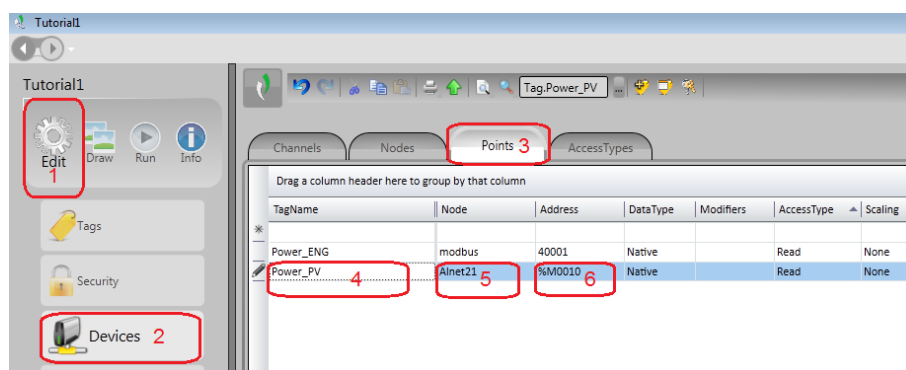 Tutorial1
Tutorial1
Tag.Power_PV
Edit Draw Run Info
1
Channels Nodes Points 3 AccessTypes
Drag a column header here to group by that column
TagName Node Address DataType Modifiers AccessType Scaling
Tags
Power_ENG modbus 40001 Native Read None
Power_PV 4 AInet21 5 %M0010 6 Native Read None
Security
Devices 2